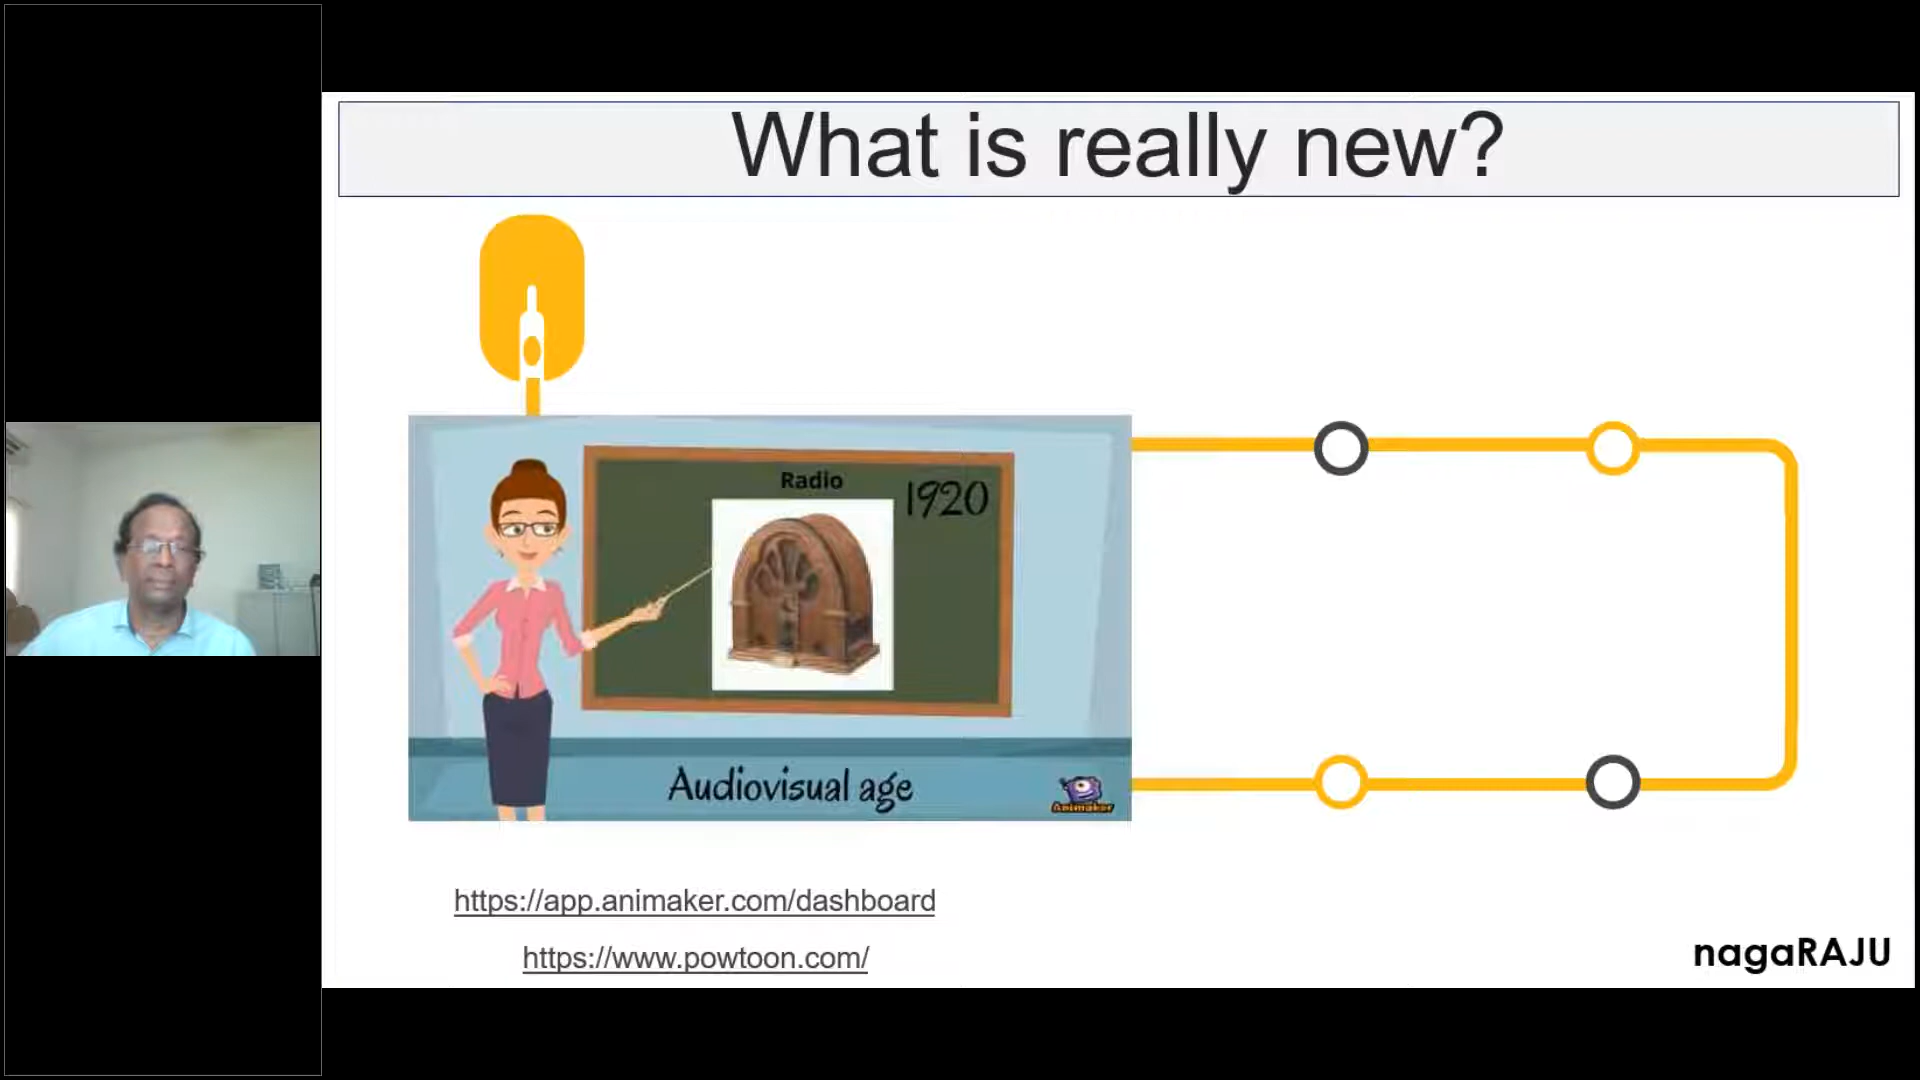 What is really new?
Radio
1920
Audiovisual age
Animaker
https://app.animaker.com/dashboard
https://www.powtoon.com/
nagaRAJU